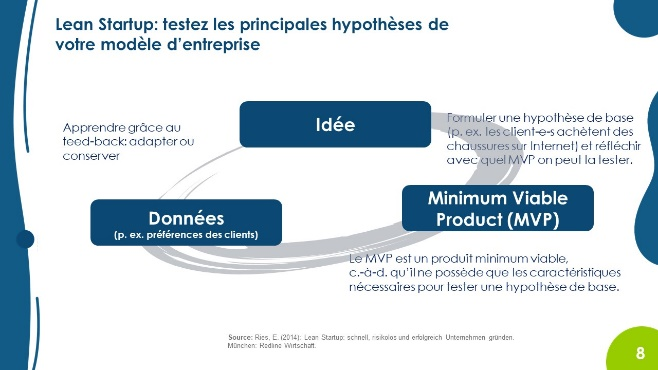 Lean Startup: testez les principales hypothèses de
votre modèle d'entreprise
Idée
Apprendre grâce au
feed-back: adapter ou
conserver
Formuler une hypothèse de base
(p. ex. les client-e-s achètent des
chaussures sur Internet) et réfléchir
avec quel MVP on peut la tester.
Données
(p. ex. préférences des clients)
Minimum Viable
Product (MVP)
Le MVP est un produit minimum viable,
c.-à-d. qu'il ne possède que les caractéristiques
nécessaires pour tester une hypothèse de base.
Source: Ries, E. (2014): Lean Startup: schnell, risikolos und erfolgreich Unternehmen gründen.
München: Redline Wirtschaft.
8